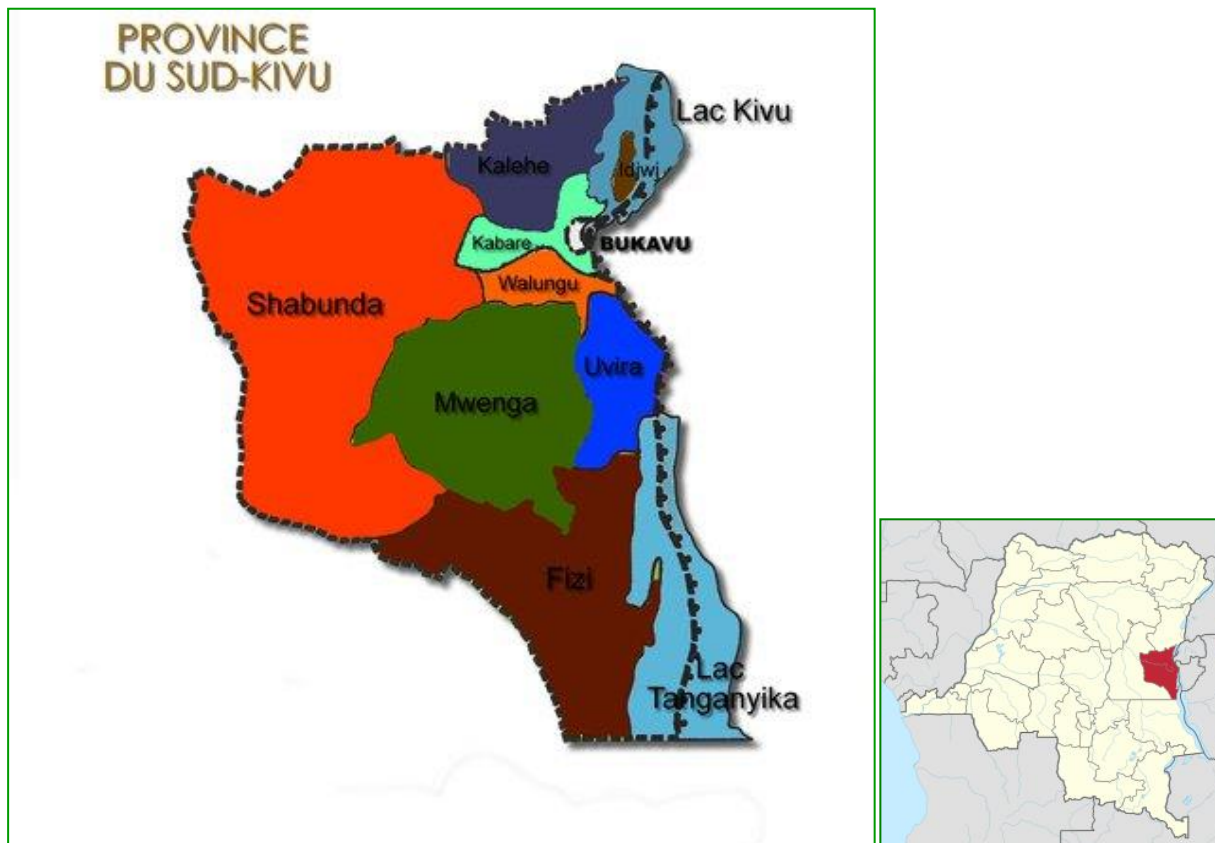 PROVINCE
DU SUD-KIVU
Lac Kivu
Kalehe
Idjwi
Kabare
BUKAVU
Walungu
Shabunda
Uvira
Mwenga
Fizi
Lac
Tanganyika